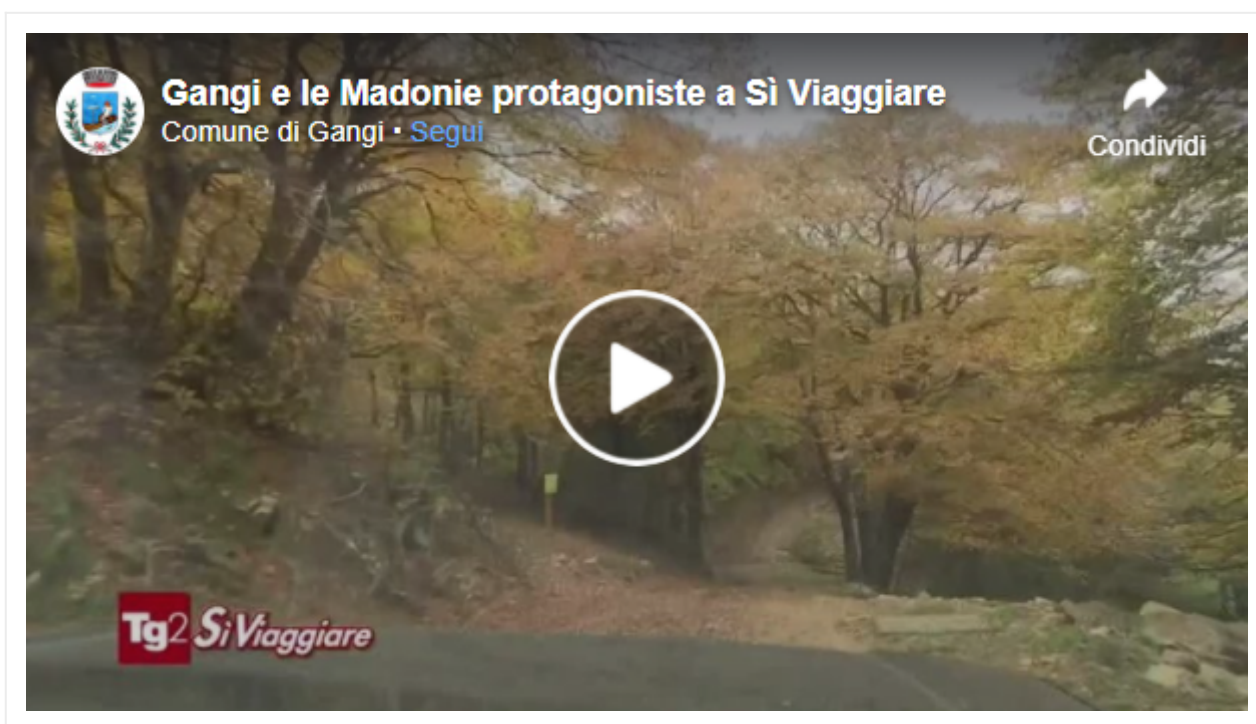 Gangi e le Madonie protagoniste a Sì Viaggiare
Comune di Gangi • Segui
Condividi
Tg2 Sì Viaggiare